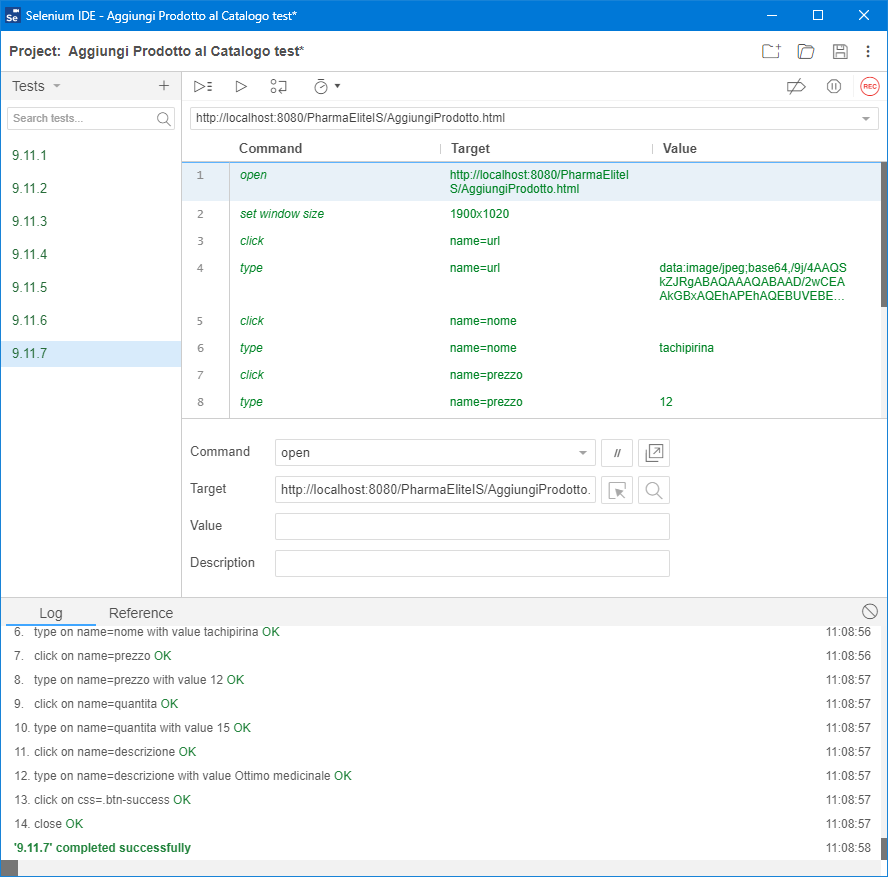 Se Selenium IDE - Aggiungi Prodotto al Catalogo test*
Project: Aggiungi Prodotto al Catalogo test*
Tests
REC
Search tests...
http://localhost:8080/PharmaEliteIS/AggiungiProdotto.html
Command Target Value
9.11.1
9.11.2
9.11.3
9.11.4
9.11.5
9.11.6
9.11.7
1 open http://localhost:8080/PharmaEliteI
S/AggiungiProdotto.html
2 set window size 1900x1020
3 click name=url
4 type name=url data:image/jpeg;base64,/9j/4AAQS
kZJRgABAQAAAQABAAD/2wCEA
AkGBxAQEhAPEhAQEBUVEBE...
5 click name=nome
6 type name=nome tachipirina
7 click name=prezzo
8 type name=prezzo 12
Command open //
Target http://localhost:8080/PharmaEliteIS/AggiungiProdotto.
Value
Description
Log Reference
6. type on name=nome with value tachipirina OK 11:08:56
7. click on name=prezzo OK 11:08:56
8. type on name=prezzo with value 12 OK 11:08:57
9. click on name=quantita OK 11:08:57
10. type on name=quantita with value 15 OK 11:08:57
11. click on name=descrizione OK 11:08:57
12. type on name=descrizione with value Ottimo medicinale OK 11:08:57
13. click on css=.btn-success OK 11:08:57
14. close OK 11:08:57
'9.11.7' completed successfully 11:08:58